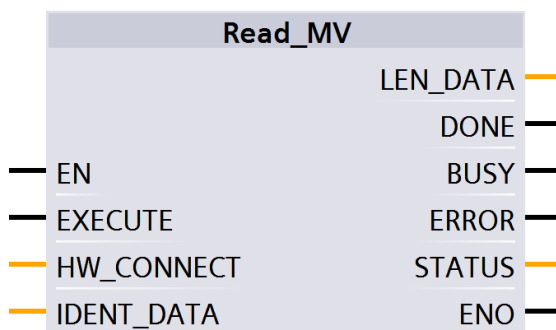 Read_MV
LEN_DATA
DONE
EN BUSY
EXECUTE ERROR
HW_CONNECT STATUS
IDENT_DATA ENO